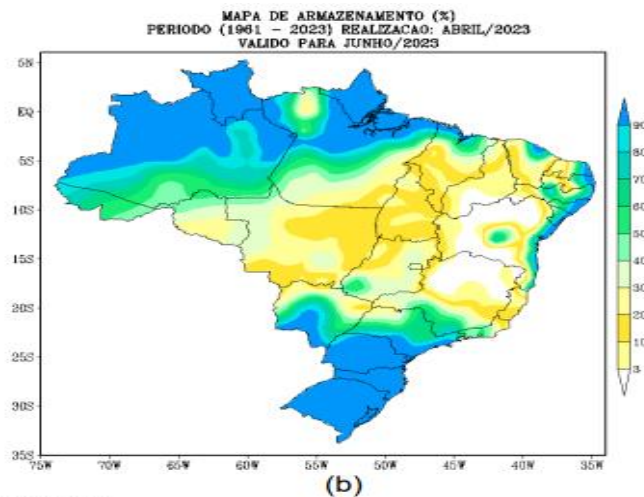 MAPA DE ARMAZENAMENTO (%)
PERIODO (1961 - 2023) REALIZACAO: ABRIL/2023
VALIDO PARA JUNHO/2023
5N
EQ
5S
10S
15S
20S
25S
30S
35S
75W
70W
65W
60W
55W
50W
45W
40W
35W
90
80
70
60
50
40
30
20
10
3
(b)